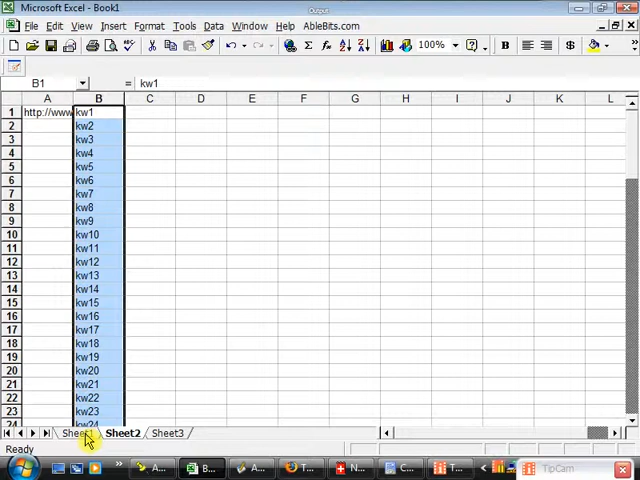 Microsoft Excel - Book1
Output
File Edit View Insert Format Tools Data Window Help AbleBits.com
100%
B $
B1 = kw1
A B C D E F G H I J K L
1 http://www kw1
2 kw2
3 kw3
4 kw4
5 kw5
6 kw6
7 kw7
8 kw8
9 kw9
10 kw10
11 kw11
12 kw12
13 kw13
14 kw14
15 kw15
16 kw16
17 kw17
18 kw18
19 kw19
20 kw20
21 kw21
22 kw22
23 kw23
24 kw24
Sheet1 Sheet2 Sheet3
Ready
A... B... A... T... N... C... T... TipCam